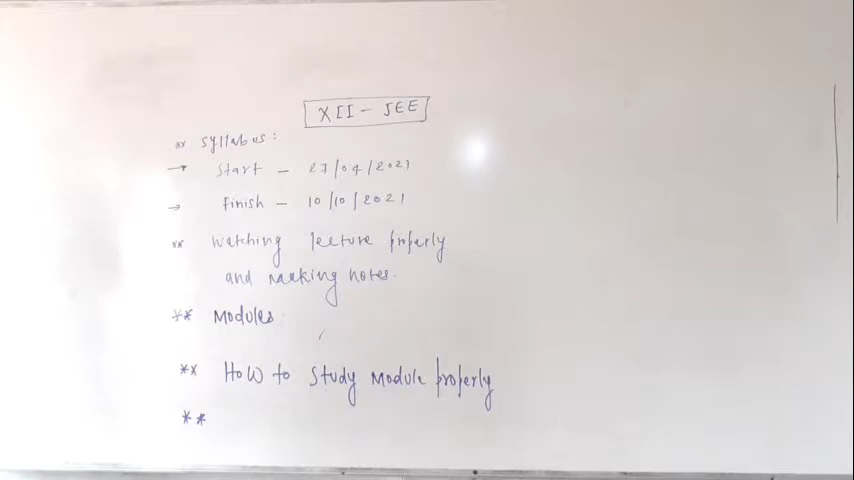 XII - JEE
** Syllabus:
→ Start - 27/04/2021
→ Finish - 10/10/2021
** Watching lecture properly
and making notes.
** Modules
** How to study Module properly
**